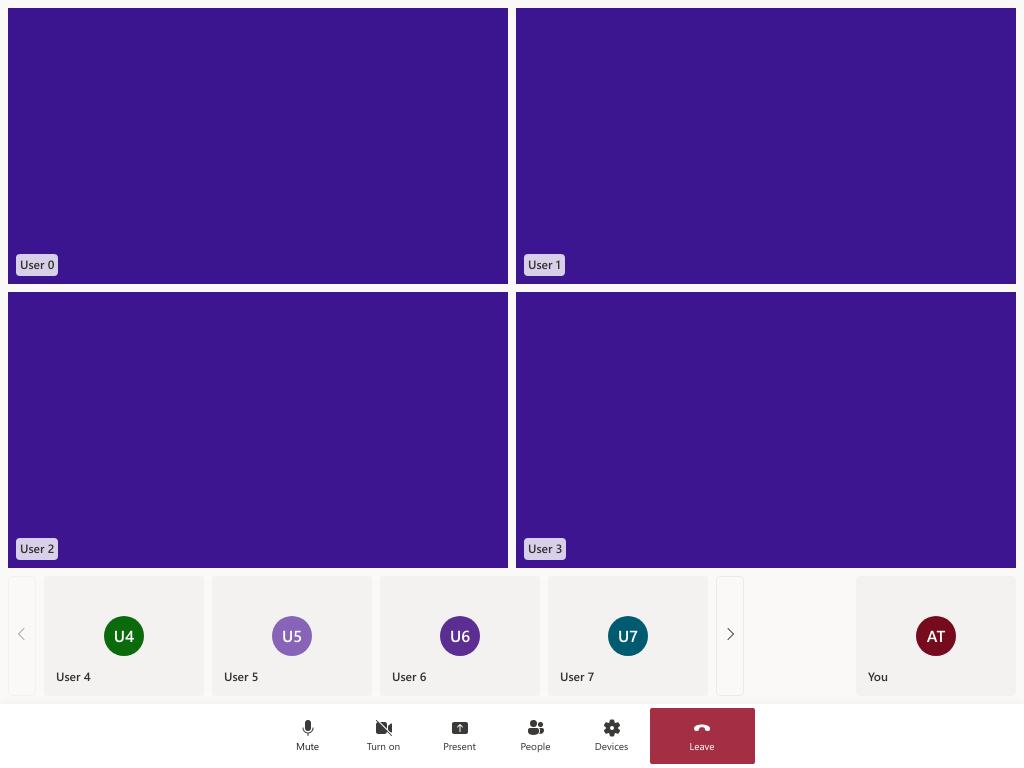 User 0
User 1
User 2
User 3
U4
U5
U6
U7
AT
User 4
User 5
User 6
User 7
You
Mute
Turn on
Present
People
Devices
Leave